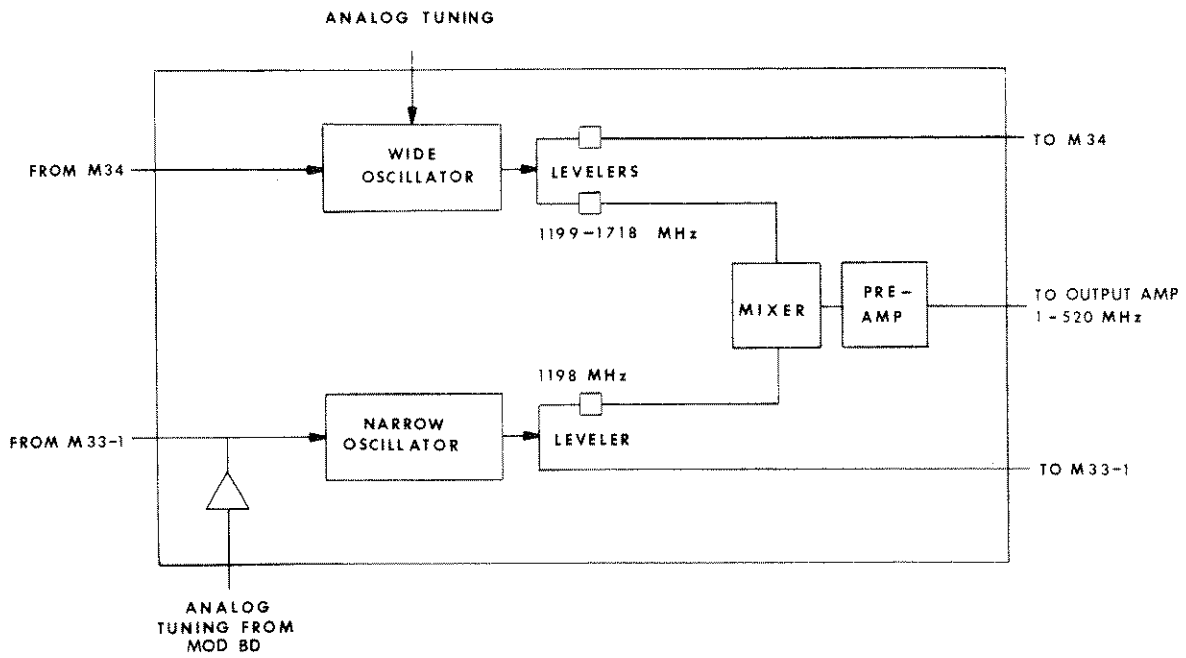 ANALOG TUNING
FROM M34
WIDE
OSCILLATOR
LEVELERS
TO M34
1199-1718 MHz
MIXER
PRE-
AMP
TO OUTPUT AMP
1-520 MHz
1198 MHz
FROM M33-1
NARROW
OSCILLATOR
LEVELER
TO M33-1
ANALOG
TUNING FROM
MOD BD